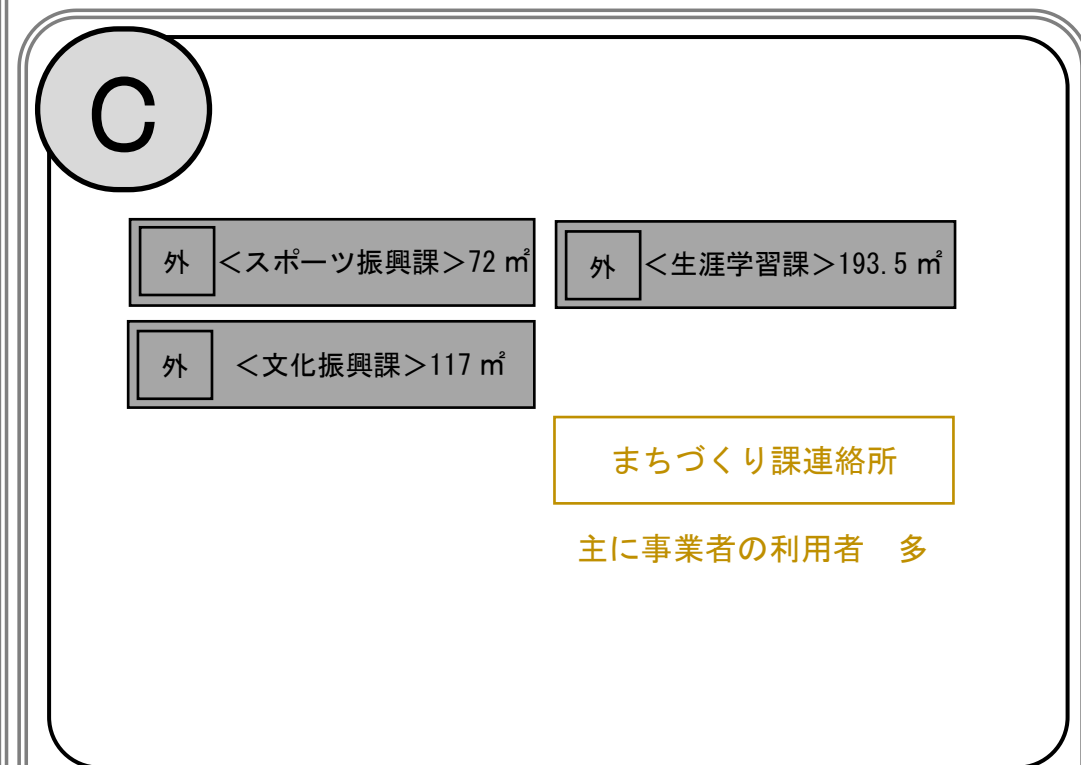 C
外 <スポーツ振興課>72 ㎡
外 <生涯学習課>193.5 ㎡
外 <文化振興課>117 ㎡
まちづくり課連絡所
主に事業者の利用者　多